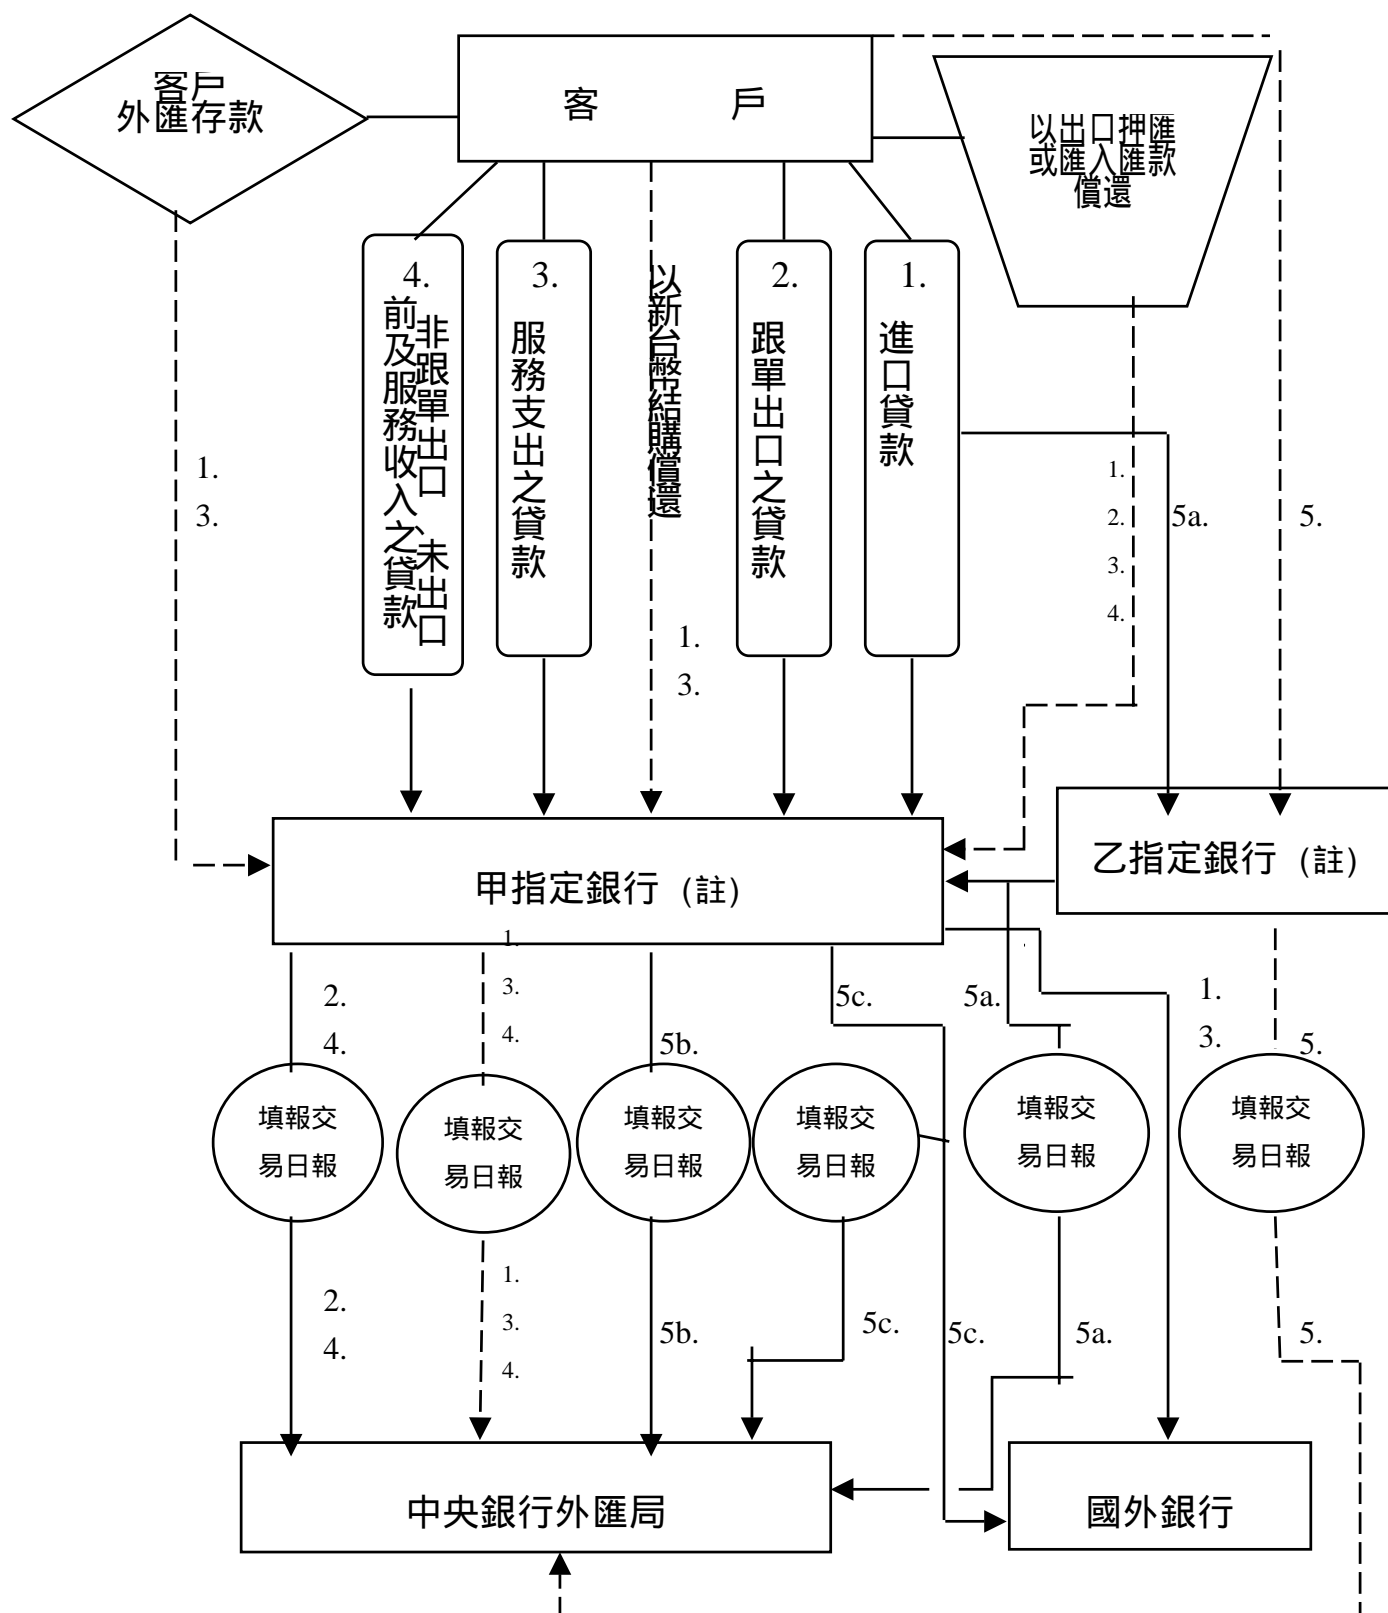 客戶
外匯存款
客 戶
以出口押匯
或匯入匯款
償還
4.
非跟單出口、未出口
前及服務收入之貸款
3.
服務支出之貸款
以新台幣結購償還
2.
跟單出口之貸款
1.
進口貸款
1.
3.
1.
3.
1.
2.
3.
4.
5a.
5.
甲指定銀行 (註)
乙指定銀行 (註)
2.
4.
1.
3.
4.
5b.
5c.
5a.
1.
3.
5.
填報交
易日報
填報交
易日報
填報交
易日報
填報交
易日報
填報交
易日報
填報交
易日報
2.
4.
1.
3.
4.
5b.
5c.
5c.
5a.
5.
中央銀行外匯局
國外銀行